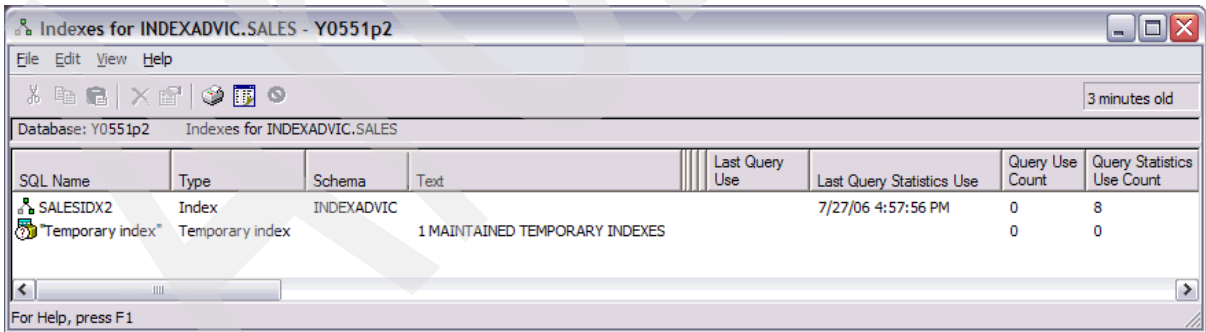 Indexes for INDEXADVIC.SALES - Y0551p2
File Edit View Help
3 minutes old
Database: Y0551p2 Indexes for INDEXADVIC.SALES
SQL Name Type Schema Text Last Query Use Last Query Statistics Use Query Use Count Query Statistics Use Count
SALESIDX2 Index INDEXADVIC 7/27/06 4:57:56 PM 0 8
"Temporary index" Temporary index 1 MAINTAINED TEMPORARY INDEXES 0 0
For Help, press F1